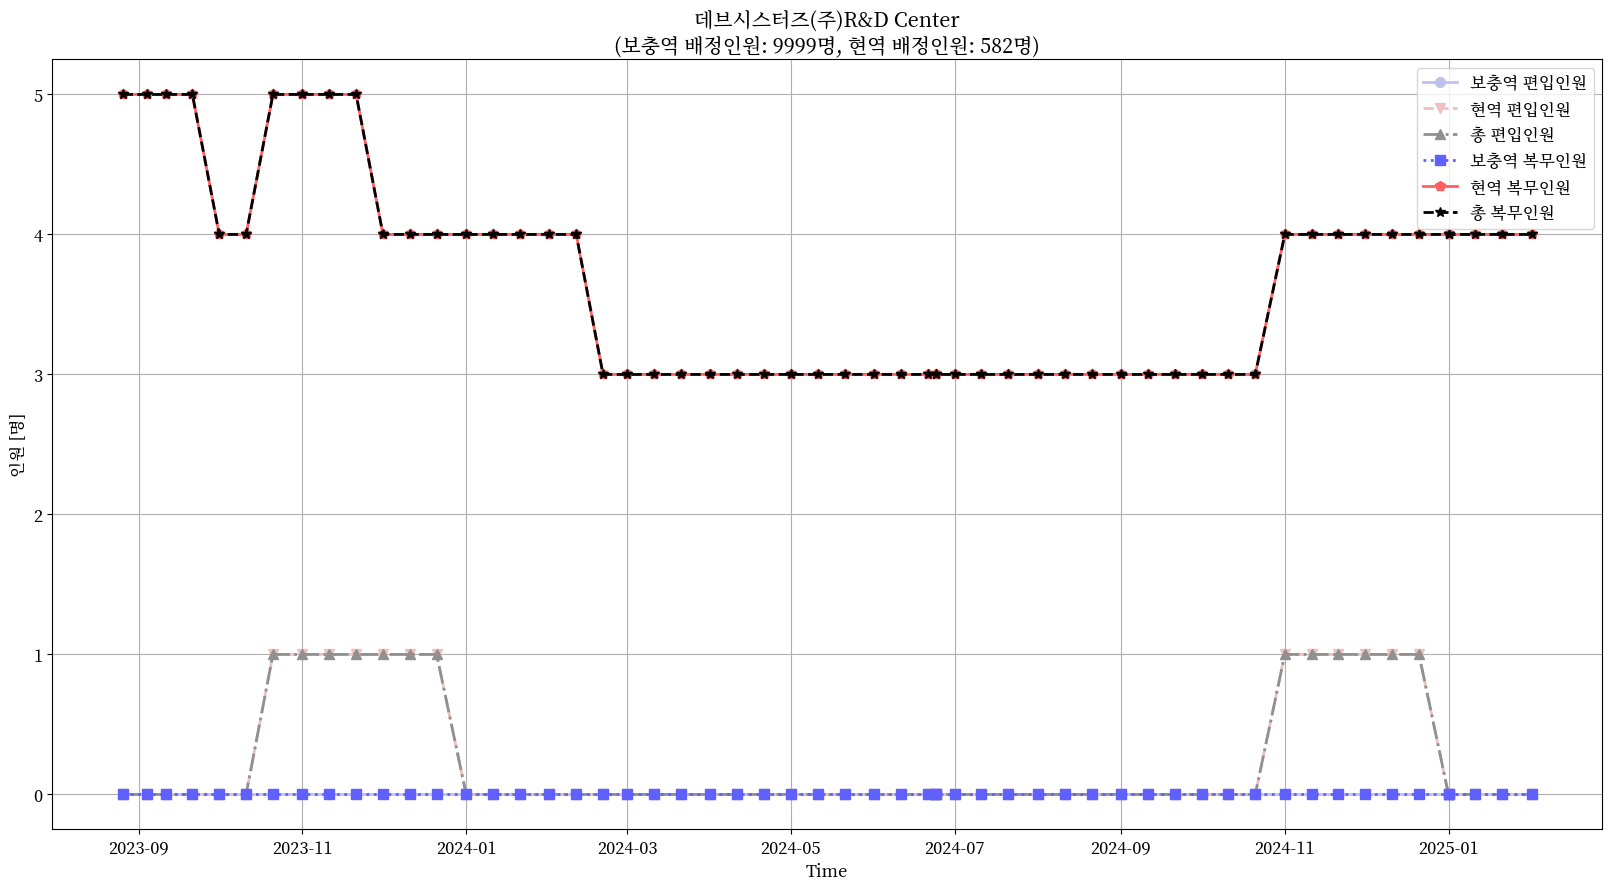 데브시스터즈(주)R&D Center
(보충역 배정인원: 9999명, 현역 배정인원: 582명)
보충역 편입인원
현역 편입인원
총 편입인원
보충역 복무인원
현역 복무인원
총 복무인원
인원 [명]
5
4
3
2
1
0
2023-09
2023-11
2024-01
2024-03
2024-05
2024-07
2024-09
2024-11
2025-01
Time